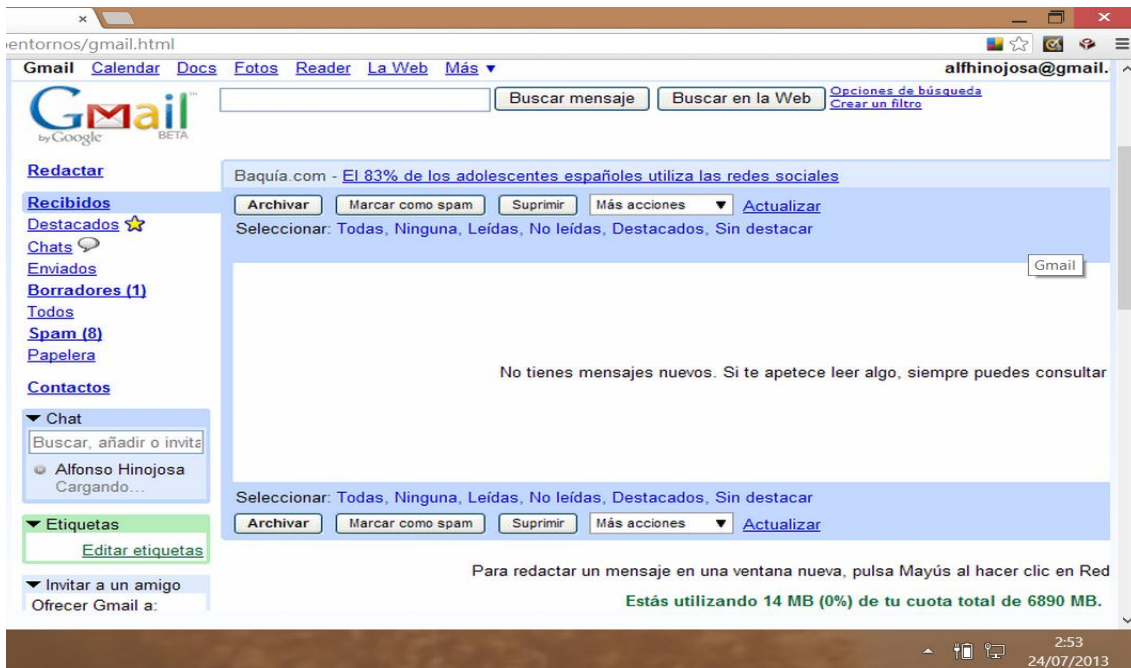 entornos/gmail.html
Gmail Calendar Docs Fotos Reader La Web Más ▼ alfhinojosa@gmail.
Gmail™
by Google BETA
Buscar mensaje Buscar en la Web Opciones de búsqueda
Crear un filtro
Redactar
Baquía.com - El 83% de los adolescentes españoles utiliza las redes sociales
Recibidos
Destacados
Chats
Enviados
Borradores (1)
Todos
Spam (8)
Papelera
Contactos
Archivar Marcar como spam Suprimir Más acciones ▼ Actualizar
Seleccionar: Todas, Ninguna, Leídas, No leídas, Destacados, Sin destacar
Gmail
No tienes mensajes nuevos. Si te apetece leer algo, siempre puedes consultar
▼ Chat
Buscar, añadir o invita
Alfonso Hinojosa
Cargando...
Seleccionar: Todas, Ninguna, Leídas, No leídas, Destacados, Sin destacar
Archivar Marcar como spam Suprimir Más acciones ▼ Actualizar
▼ Etiquetas
Editar etiquetas
▼ Invitar a un amigo
Ofrecer Gmail a:
Para redactar un mensaje en una ventana nueva, pulsa Mayús al hacer clic en Red
Estás utilizando 14 MB (0%) de tu cuota total de 6890 MB.
2:53
24/07/2013